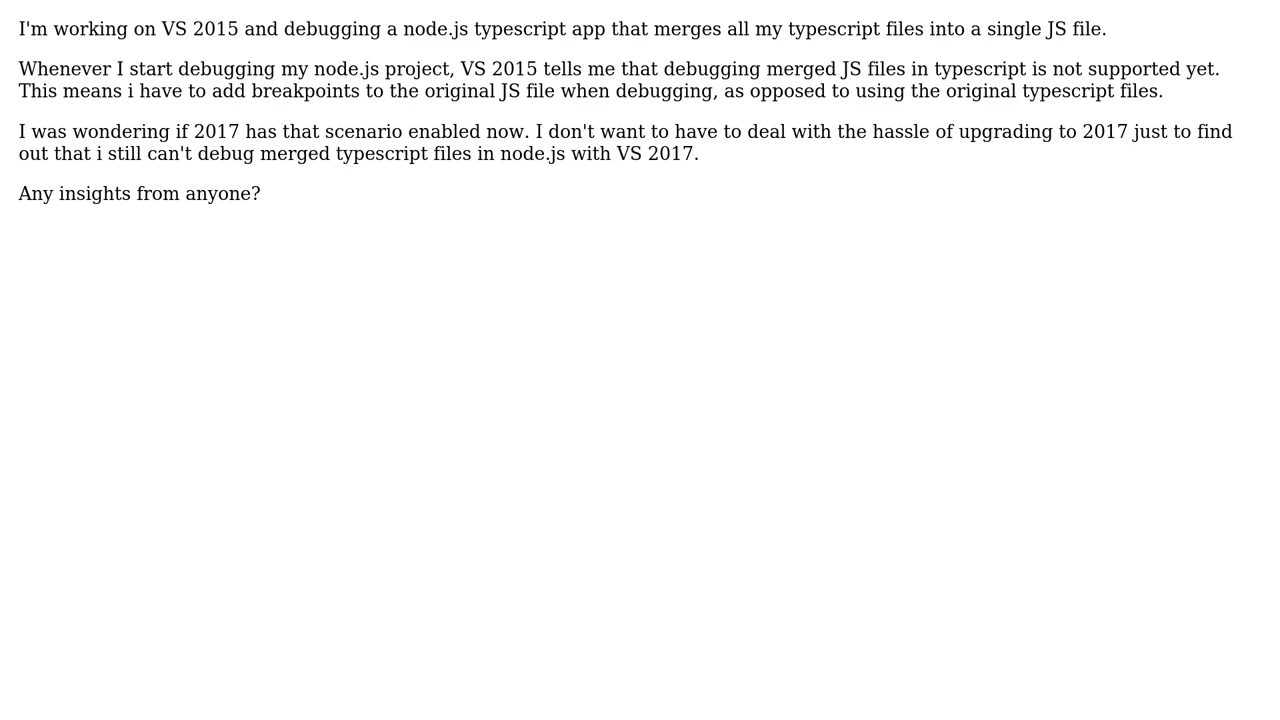 I'm working on VS 2015 and debugging a node.js typescript app that merges all my typescript files into a single JS file.
Whenever I start debugging my node.js project, VS 2015 tells me that debugging merged JS files in typescript is not supported yet.
This means i have to add breakpoints to the original JS file when debugging, as opposed to using the original typescript files.
I was wondering if 2017 has that scenario enabled now. I don't want to have to deal with the hassle of upgrading to 2017 just to find
out that i still can't debug merged typescript files in node.js with VS 2017.
Any insights from anyone?